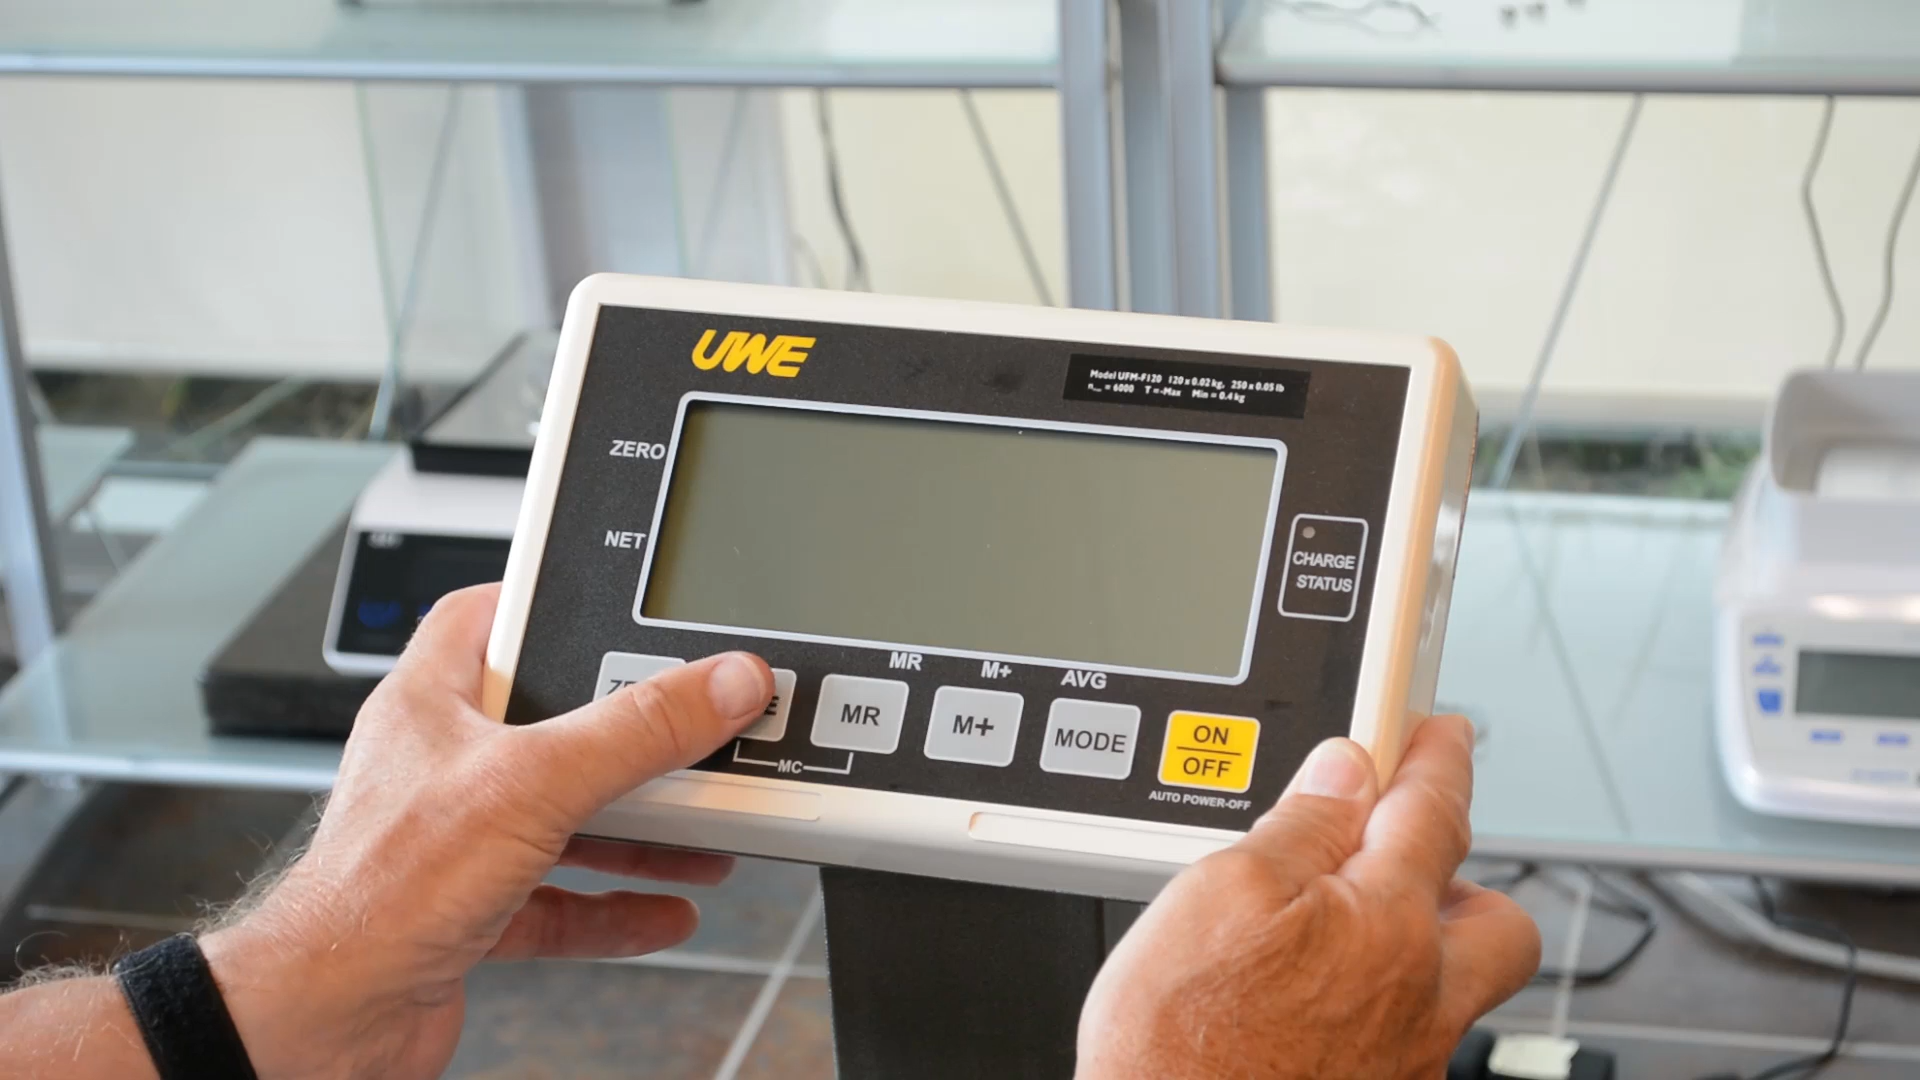 UWE
Model UFM-F120 120 x 0.02 kg, 250 x 0.05 lb
= 6000 T = -Max Min = 0.4 kg
ZERO
NET
CHARGE
STATUS
MR M+ AVG
MR M+ MODE ON
OFF
MC
AUTO POWER-OFF